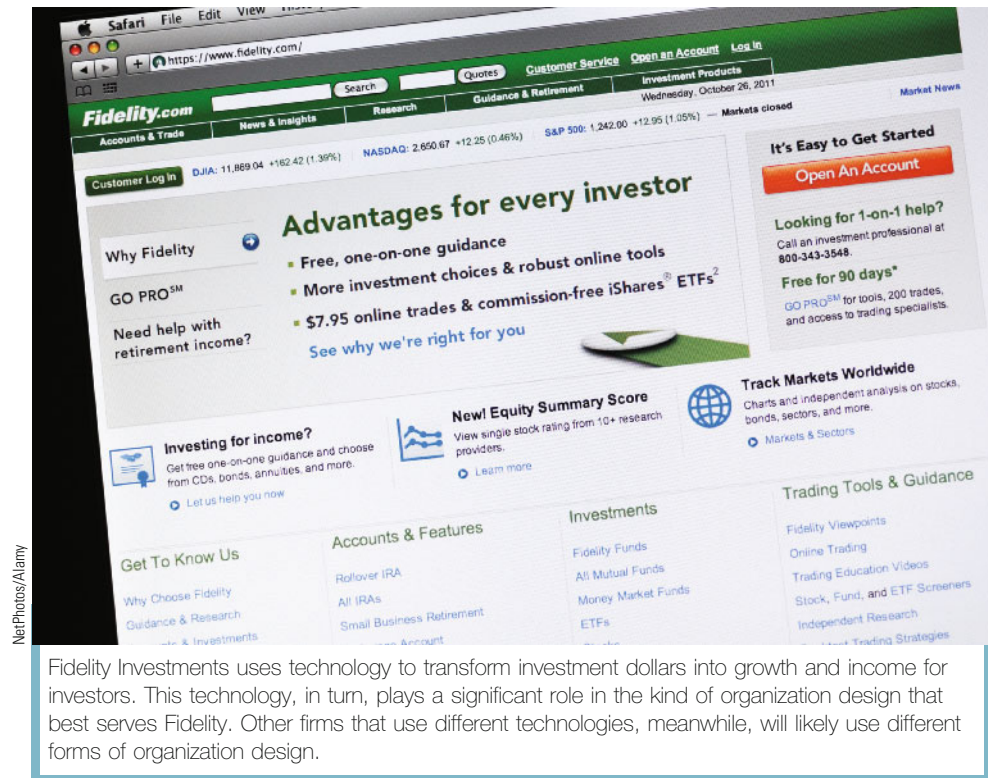 Safari File Edit View
https://www.fidelity.com/
Search
Quotes
Customer Service Open an Account Log In
Fidelity.com
Accounts & Trade
News & Insights
Research
Guidance & Retirement
Investment Products
Wednesday, October 26, 2011
Customer Log In
DJIA: 11,869.04 +162.42 (1.39%)
NASDAQ: 2,650.67 +12.25 (0.46%)
S&P 500: 1,242.00 +12.95 (1.05%) — Markets closed
Market News
Why Fidelity
GO PRO℠
Need help with
retirement income?
Advantages for every investor
▪ Free, one-on-one guidance
▪ More investment choices & robust online tools
▪ $7.95 online trades & commission-free iShares® ETFs²
See why we're right for you
It's Easy to Get Started
Open An Account
Looking for 1-on-1 help?
Call an investment professional at
800-343-3548.
Free for 90 days*
GO PRO℠ for tools, 200 trades,
and access to trading specialists.
Investing for income?
Get free one-on-one guidance and choose
from CDs, bonds, annuities, and more.
Let us help you now
New! Equity Summary Score
View single stock rating from 10+ research
providers.
Learn more
Track Markets Worldwide
Charts and independent analysis on stocks,
bonds, sectors, and more.
Markets & Sectors
Get To Know Us
Why Choose Fidelity
Guidance & Research
& Investments
Accounts & Features
Rollover IRA
All IRAs
Small Business Retirement
Account
Investments
Fidelity Funds
All Mutual Funds
Money Market Funds
ETFs
Trading Tools & Guidance
Fidelity Viewpoints
Online Trading
Trading Education Videos
Stock, Fund, and ETF Screeners
Independent Research
Trading Strategies
NetPhotos/Alamy
Fidelity Investments uses technology to transform investment dollars into growth and income for
investors. This technology, in turn, plays a significant role in the kind of organization design that
best serves Fidelity. Other firms that use different technologies, meanwhile, will likely use different
forms of organization design.